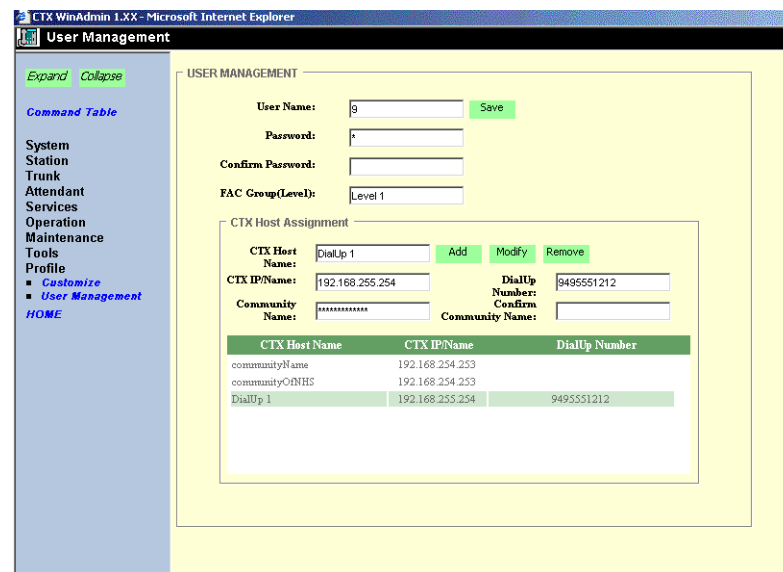 CTX WinAdmin 1.XX - Microsoft Internet Explorer
User Management
Expand Collapse
Command Table
System
Station
Trunk
Attendant
Services
Operation
Maintenance
Tools
Profile
Customize
User Management
HOME
USER MANAGEMENT
User Name: 9 Save
Password: *
Confirm Password:
FAC Group(Level): Level 1
CTX Host Assignment
CTX Host Name: DialUp 1 Add Modify Remove
CTX IP/Name: 192.168.255.254 DialUp Number: 9495551212
Community Name: ************* Confirm Community Name:
CTX Host Name CTX IP/Name DialUp Number
communityName 192.168.254.253
communityOfNHS 192.168.254.253
DialUp 1 192.168.255.254 9495551212